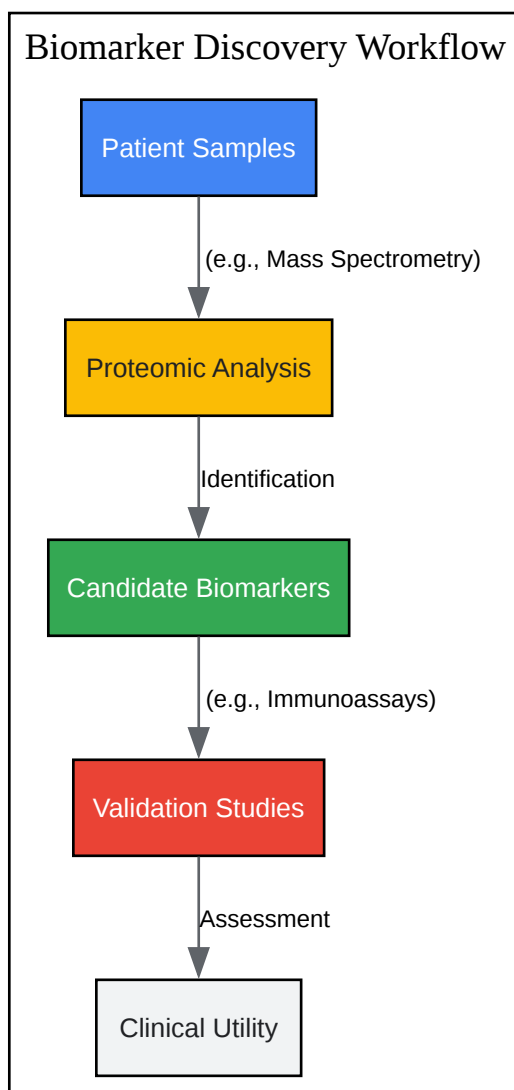 Biomarker Discovery Workflow
Patient Samples
(e.g., Mass Spectrometry)
Proteomic Analysis
Identification
Candidate Biomarkers
(e.g., Immunoassays)
Validation Studies
Assessment
Clinical Utility